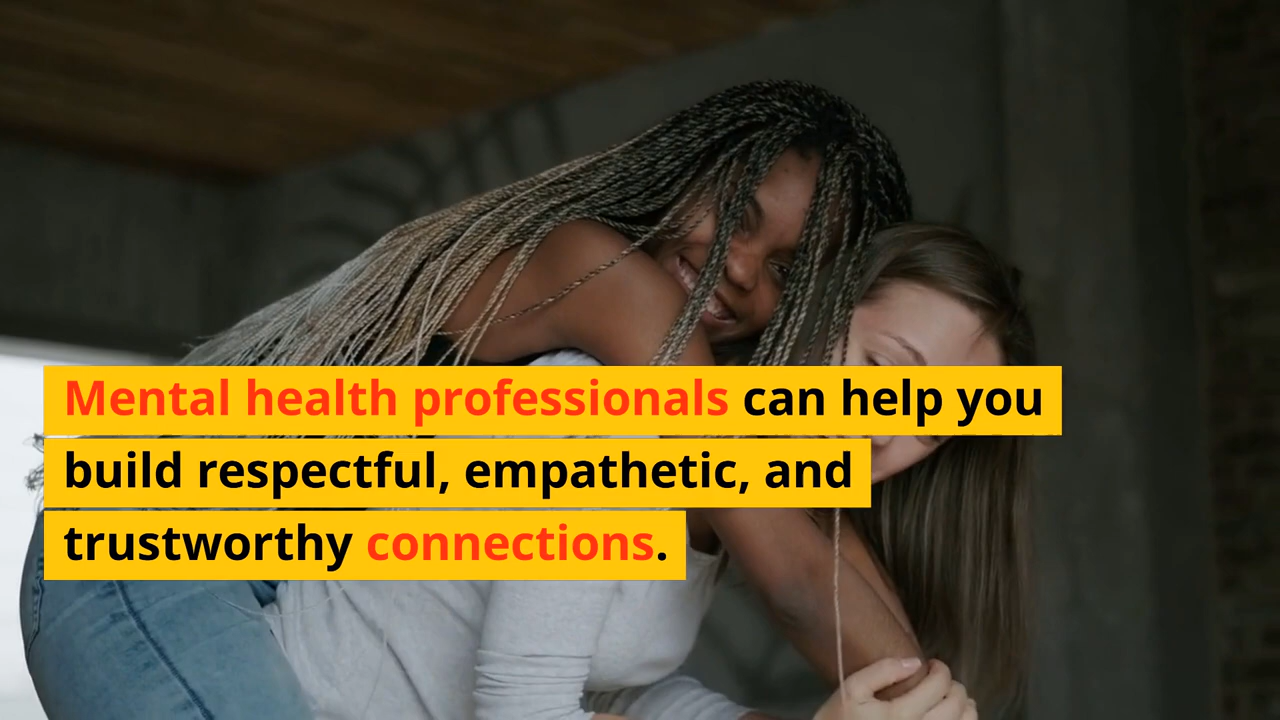 Mental health professionals can help you
build respectful, empathetic, and
trustworthy connections.